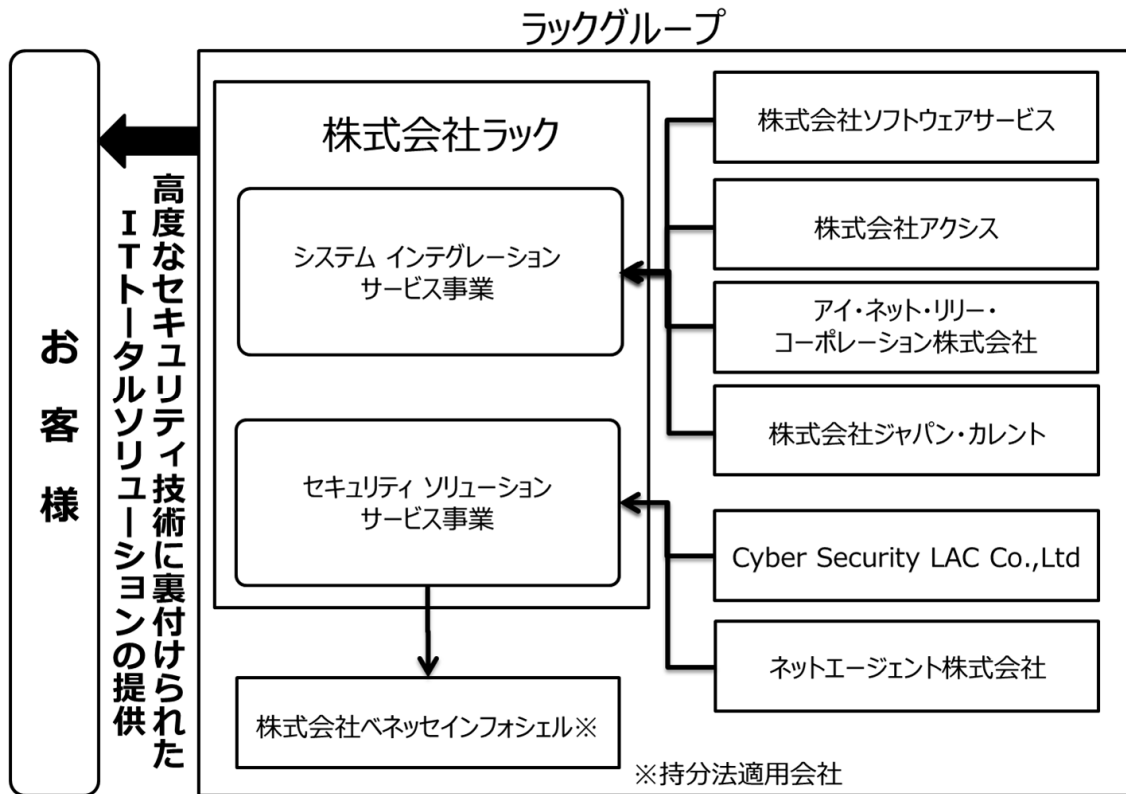 ラックグループ
お客様
高度なセキュリティ技術に裏付けられた
ITトータルソリューションの提供
株式会社ラック
システム インテグレーション
サービス事業
セキュリティ ソリューション
サービス事業
株式会社ベネッセインフォシェル※
株式会社ソフトウェアサービス
株式会社アクシス
アイ・ネット・リリー・
コーポレーション株式会社
株式会社ジャパン・カレント
Cyber Security LAC Co.,Ltd
ネットエージェント株式会社
※持分法適用会社